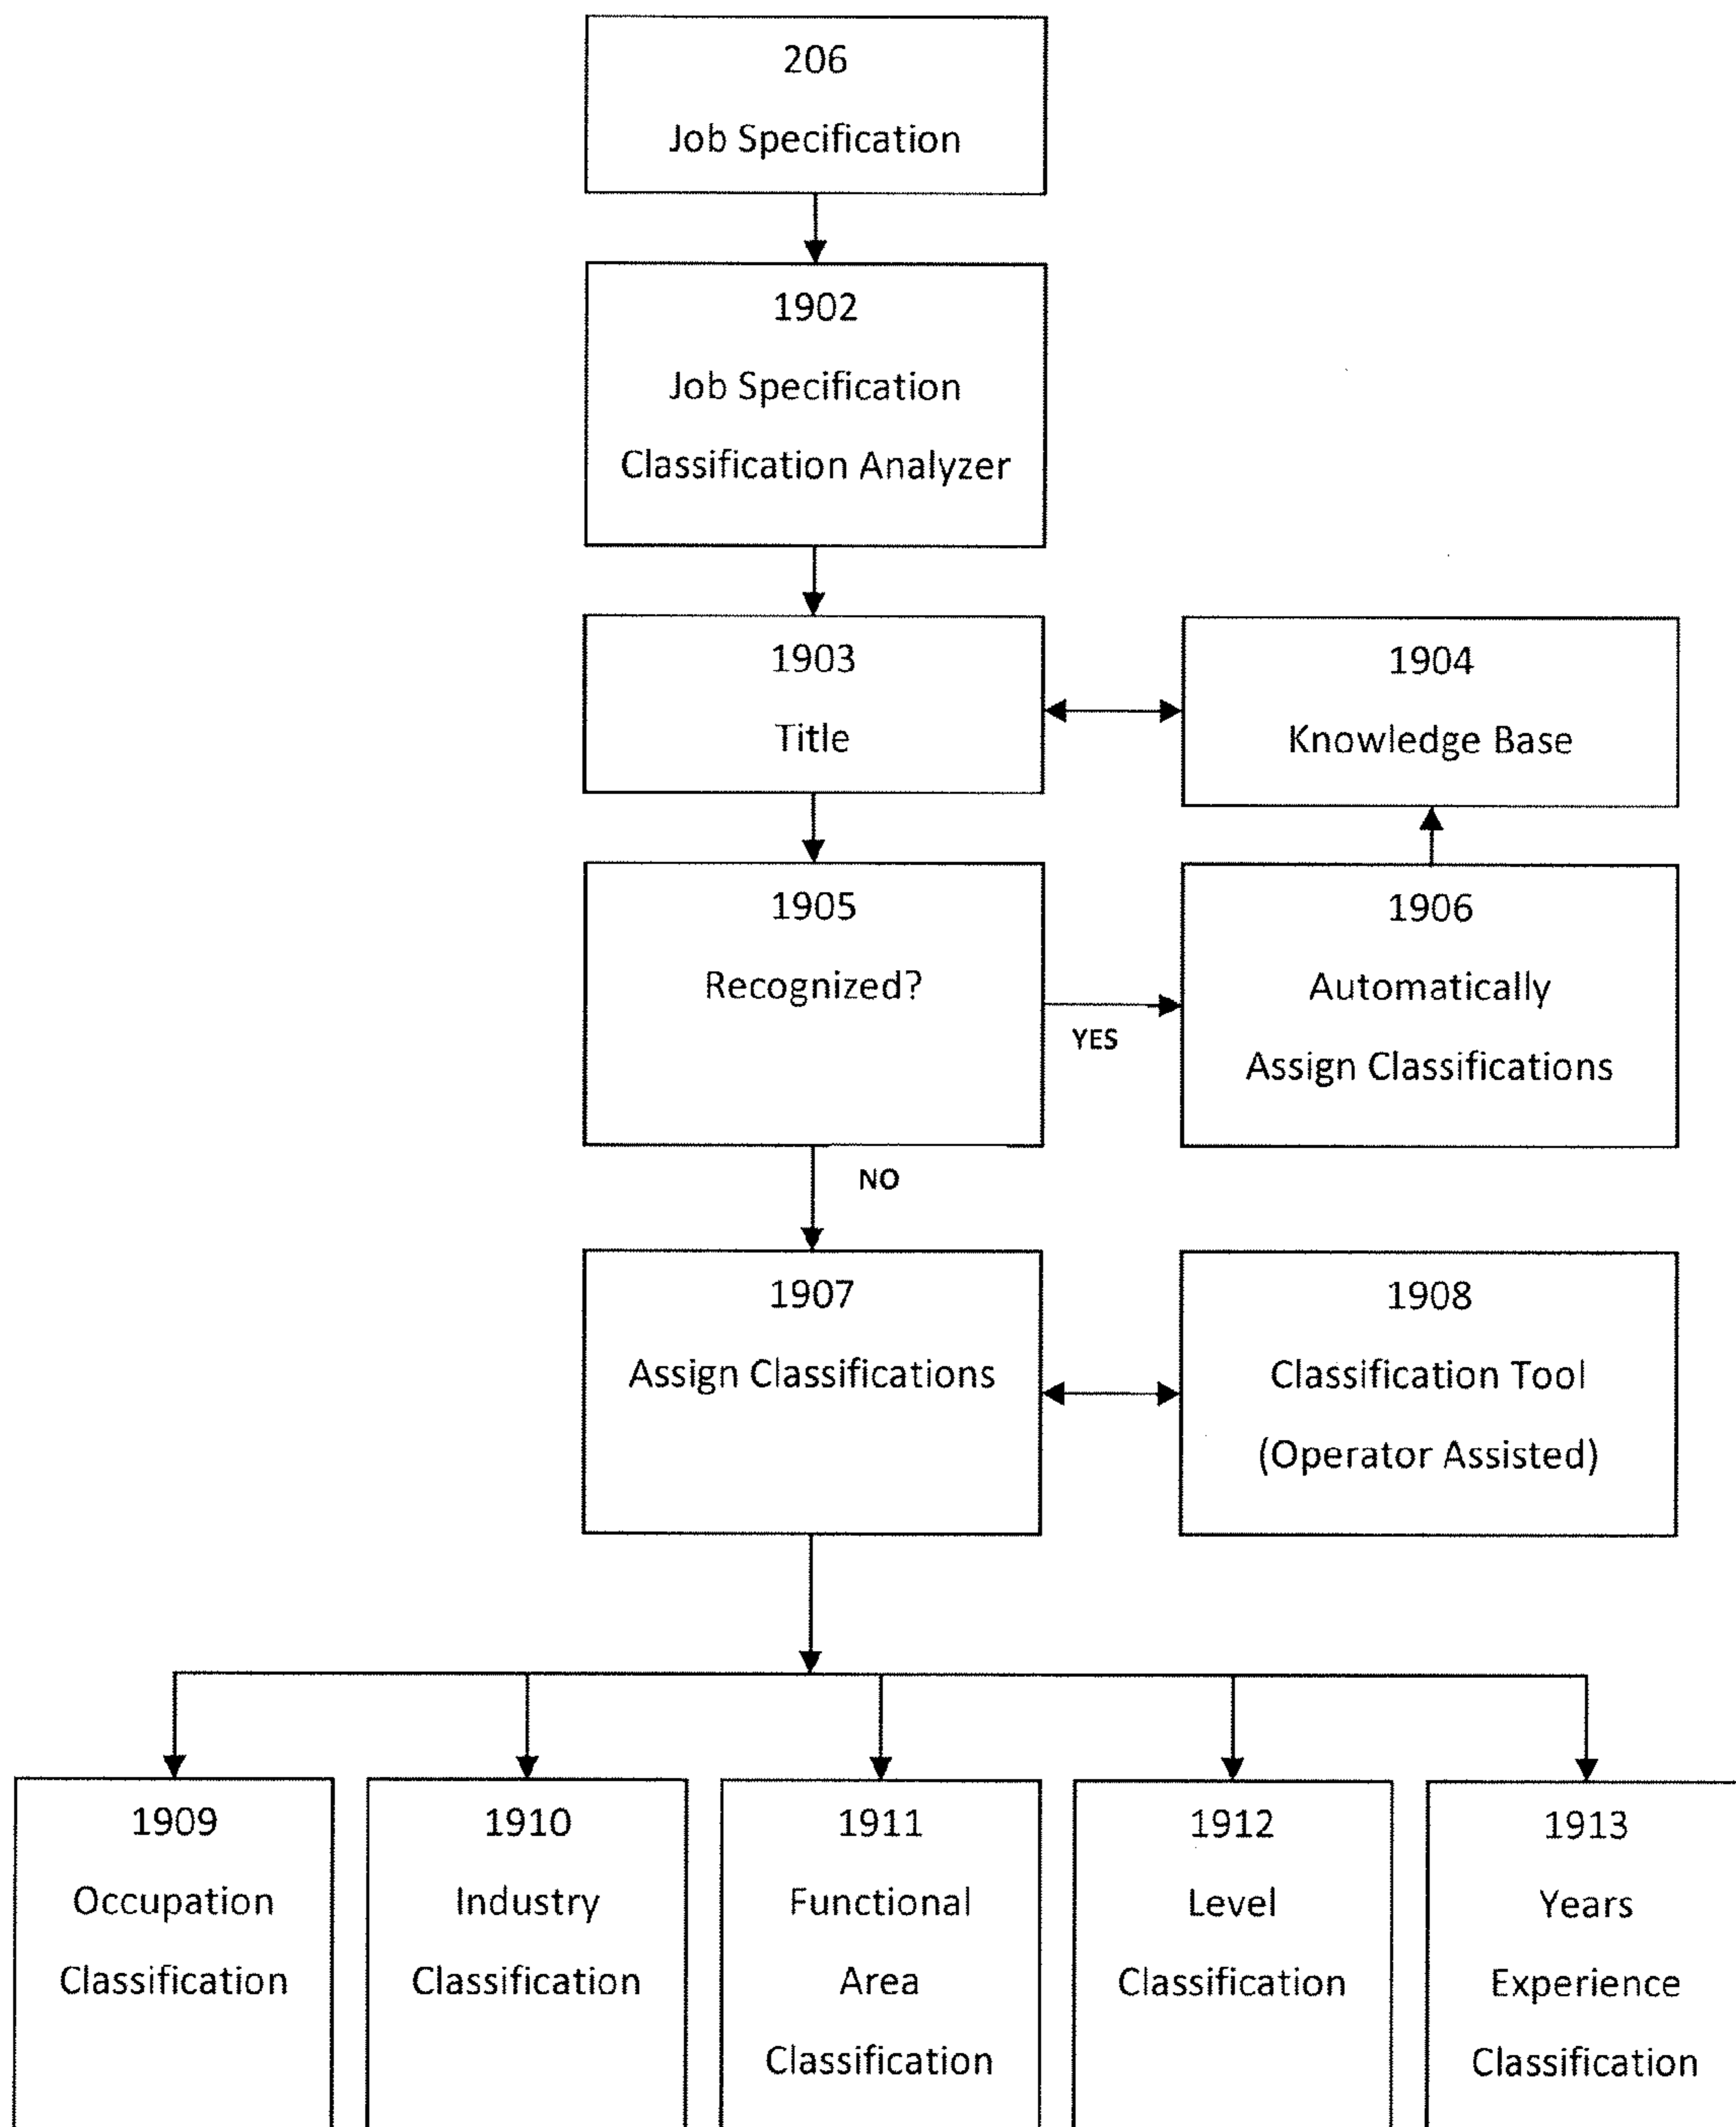 206
Job Specification
1902
Job Specification
Classification Analyzer
1903
Title
1904
Knowledge Base
1905
Recognized?
YES
1906
Automatically
Assign Classifications
NO
1907
Assign Classifications
1908
Classification Tool
(Operator Assisted)
1909
Occupation
Classification
1910
Industry
Classification
1911
Functional
Area
Classification
1912
Level
Classification
1913
Years
Experience
Classification